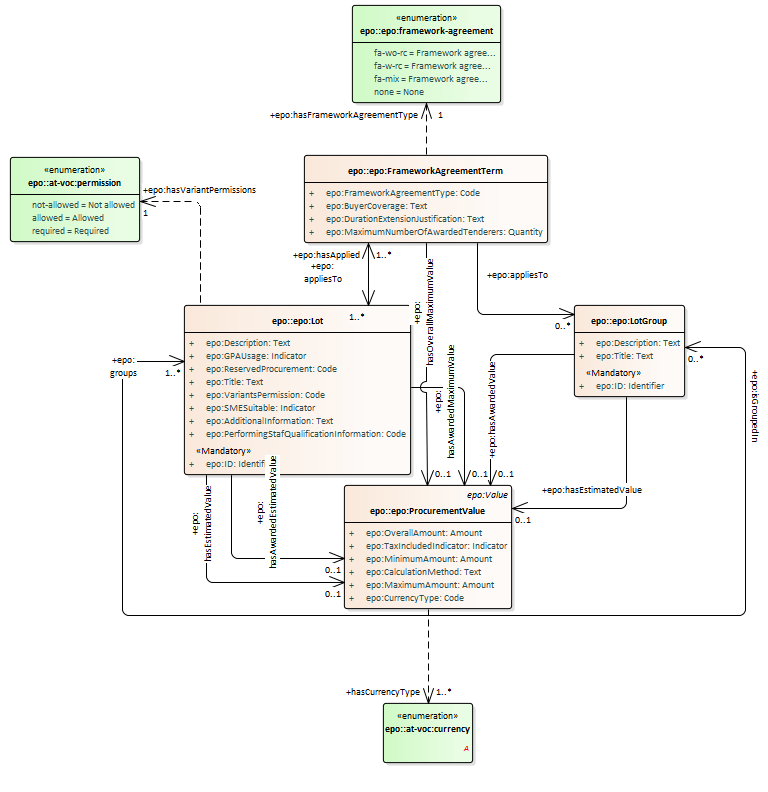 «enumeration»
epo::epo:framework-agreement
fa-wo-rc = Framework agree...
fa-w-rc = Framework agree...
fa-mix = Framework agree...
none = None
+epo:hasFrameworkAgreementType
1
«enumeration»
epo::at-voc:permission
not-allowed = Not allowed
allowed = Allowed
required = Required
+epo:hasVariantPermissions
1
epo::epo:FrameworkAgreementTerm
+ epo:FrameworkAgreementType: Code
+ epo:BuyerCoverage: Text
+ epo:DurationExtensionJustification: Text
+ epo:MaximumNumberOfAwardedTenderers: Quantity
+epo:hasApplied
1..*
+epo:
appliesTo
1..*
+epo:
hasOverallMaximumValue
0..1
+epo:appliesTo
0..*
epo::epo:Lot
+ epo:Description: Text
+ epo:GPAUsage: Indicator
+ epo:ReservedProcurement: Code
+ epo:Title: Text
+ epo:VariantsPermission: Code
+ epo:SMESuitable: Indicator
+ epo:AdditionalInformation: Text
+ epo:PerformingStafQualificationInformation: Code
«Mandatory»
+ epo:ID: Identifi
+epo:
groups
1..*
epo::epo:LotGroup
+ epo:Description: Text
+ epo:Title: Text
«Mandatory»
+ epo:ID: Identifier
0..*
+epo:isGroupedIn
+epo:
hasAwardedMaximumValue
0..1
+epo:hasAwardedValue
0..1
+epo:hasEstimatedValue
0..1
+epo:
hasEstimatedValue
0..1
+epo:
hasAwardedEstimatedValue
0..1
epo:Value
epo::epo:ProcurementValue
+ epo:OverallAmount: Amount
+ epo:TaxIncludedIndicator: Indicator
+ epo:MinimumAmount: Amount
+ epo:CalculationMethod: Text
+ epo:MaximumAmount: Amount
+ epo:CurrencyType: Code
+hasCurrencyType
1..*
«enumeration»
epo::at-voc:currency
A